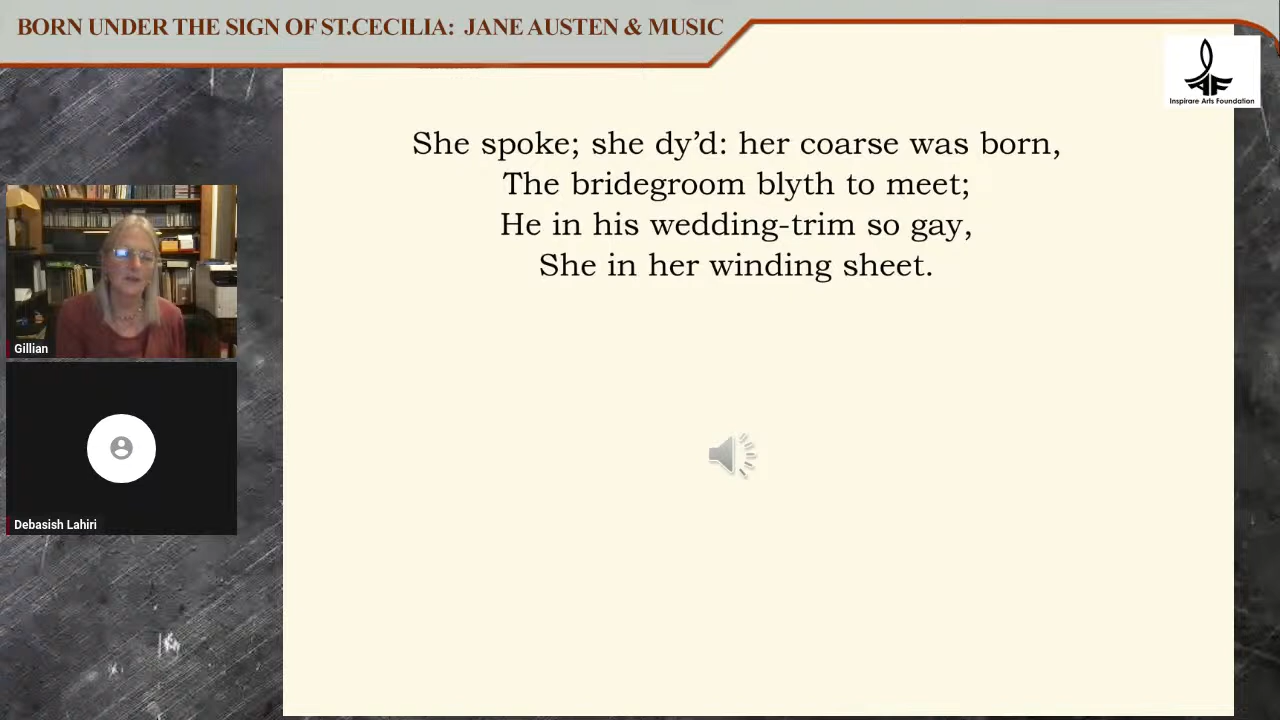 BORN UNDER THE SIGN OF ST.CECILIA: JANE AUSTEN & MUSIC
Inspirare Arts Foundation
She spoke; she dy’d: her coarse was born,
The bridegroom blyth to meet;
He in his wedding-trim so gay,
She in her winding sheet.
Gillian
Debasish Lahiri